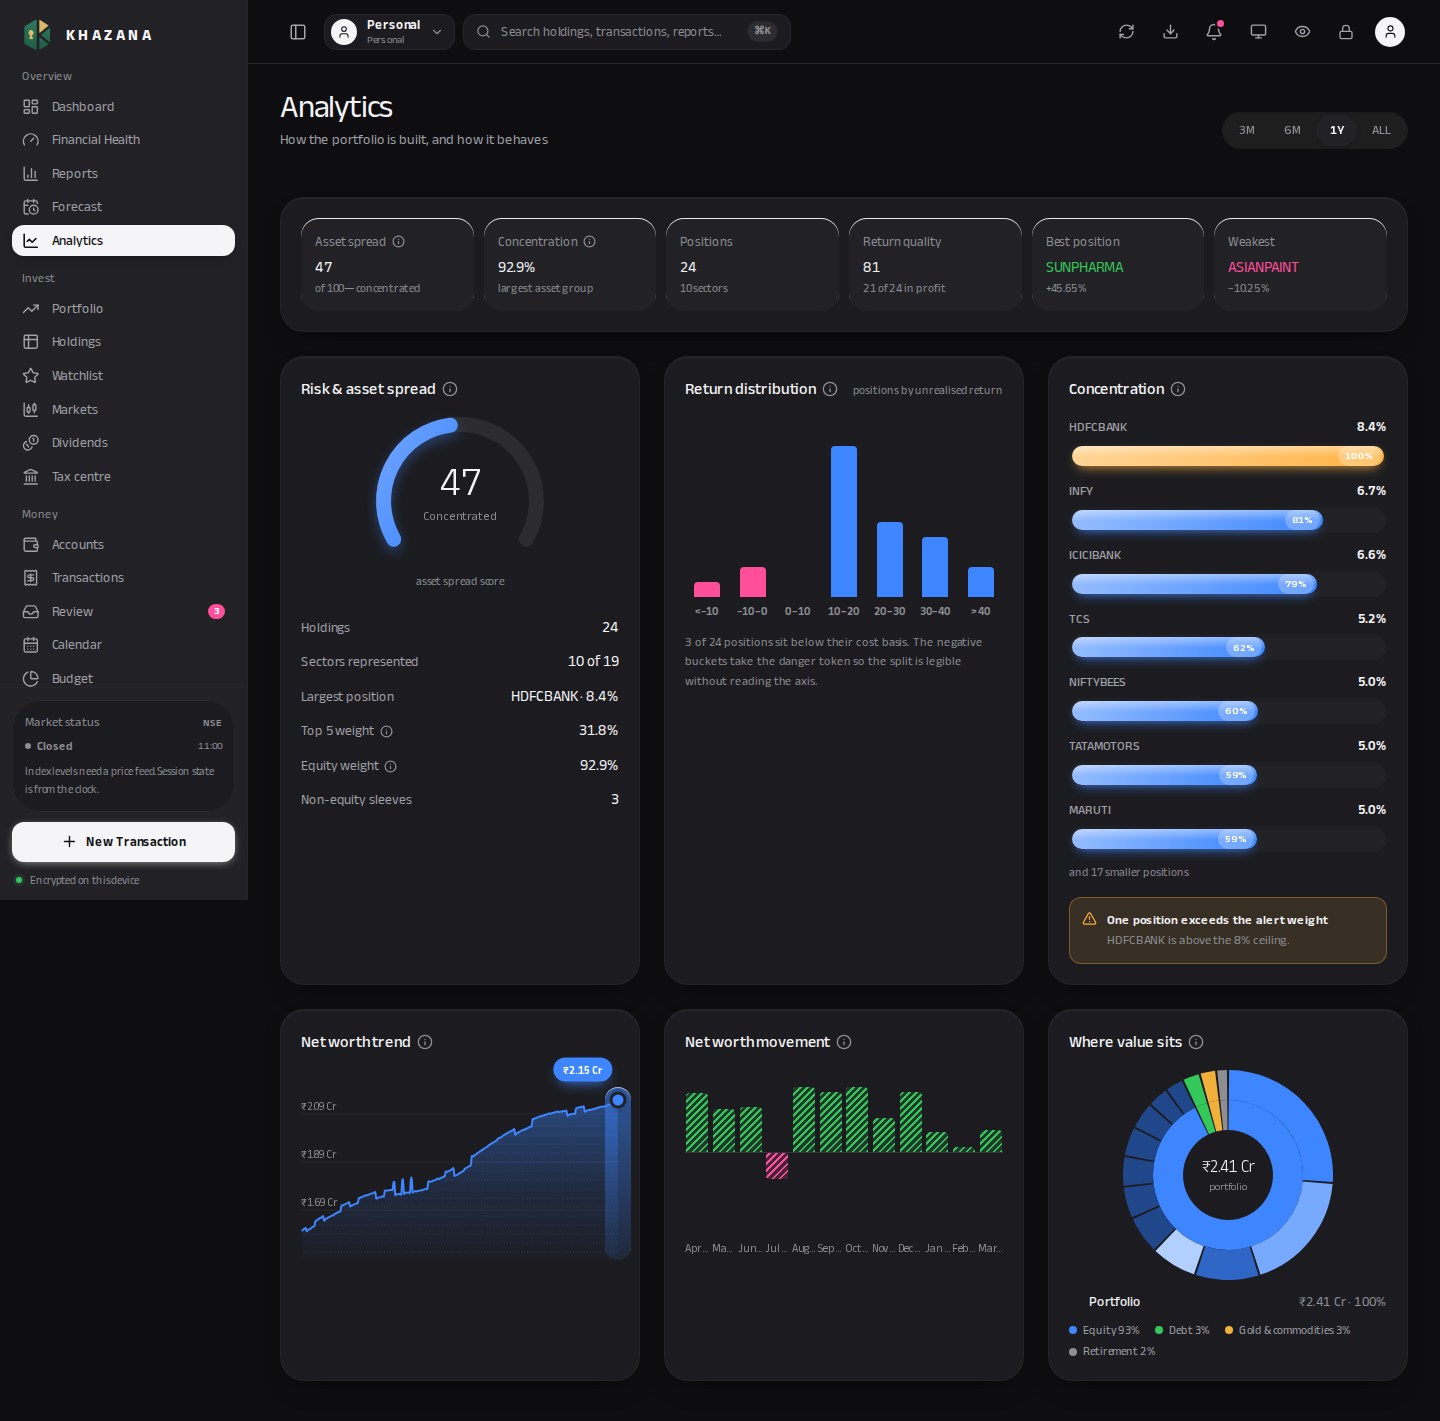 KHAZANA
Overview
Dashboard
Financial Health
Reports
Forecast
Analytics
Invest
Portfolio
Holdings
Watchlist
Markets
Dividends
Tax centre
Money
Accounts
Transactions
Review 3
Calendar
Budget
Market status NSE
Closed 11:00
Index levels need a price feed. Session state
is from the clock.
New Transaction
Encrypted on this device
Personal
Personal
Search holdings, transactions, reports... ⌘K
Analytics
How the portfolio is built, and how it behaves
3M 6M 1Y ALL
Asset spread
47
of 100 — concentrated
Concentration
92.9%
largest asset group
Positions
24
10 sectors
Return quality
81
21 of 24 in profit
Best position
SUNPHARMA
+45.65%
Weakest
ASIANPAINT
−10.25%
Risk & asset spread
47
Concentrated
asset spread score
Holdings 24
Sectors represented 10 of 19
Largest position HDFCBANK · 8.4%
Top 5 weight 31.8%
Equity weight 92.9%
Non-equity sleeves 3
Return distribution positions by unrealised return
<−10 −10–0 0–10 10–20 20–30 30–40 >40
3 of 24 positions sit below their cost basis. The negative
buckets take the danger token so the split is legible
without reading the axis.
Concentration
HDFCBANK 8.4%
100%
INFY 6.7%
81%
ICICIBANK 6.6%
79%
TCS 5.2%
62%
NIFTYBEES 5.0%
60%
TATAMOTORS 5.0%
59%
MARUTI 5.0%
59%
and 17 smaller positions
One position exceeds the alert weight
HDFCBANK is above the 8% ceiling.
Net worth trend
₹2.15 Cr
₹2.09 Cr
₹1.89 Cr
₹1.69 Cr
Net worth movement
Apr… Ma… Jun… Jul… Aug… Sep… Oct… Nov… Dec… Jan… Feb… Mar…
Where value sits
₹2.41 Cr
portfolio
Portfolio ₹2.41 Cr · 100%
Equity 93% Debt 3% Gold & commodities 3%
Retirement 2%